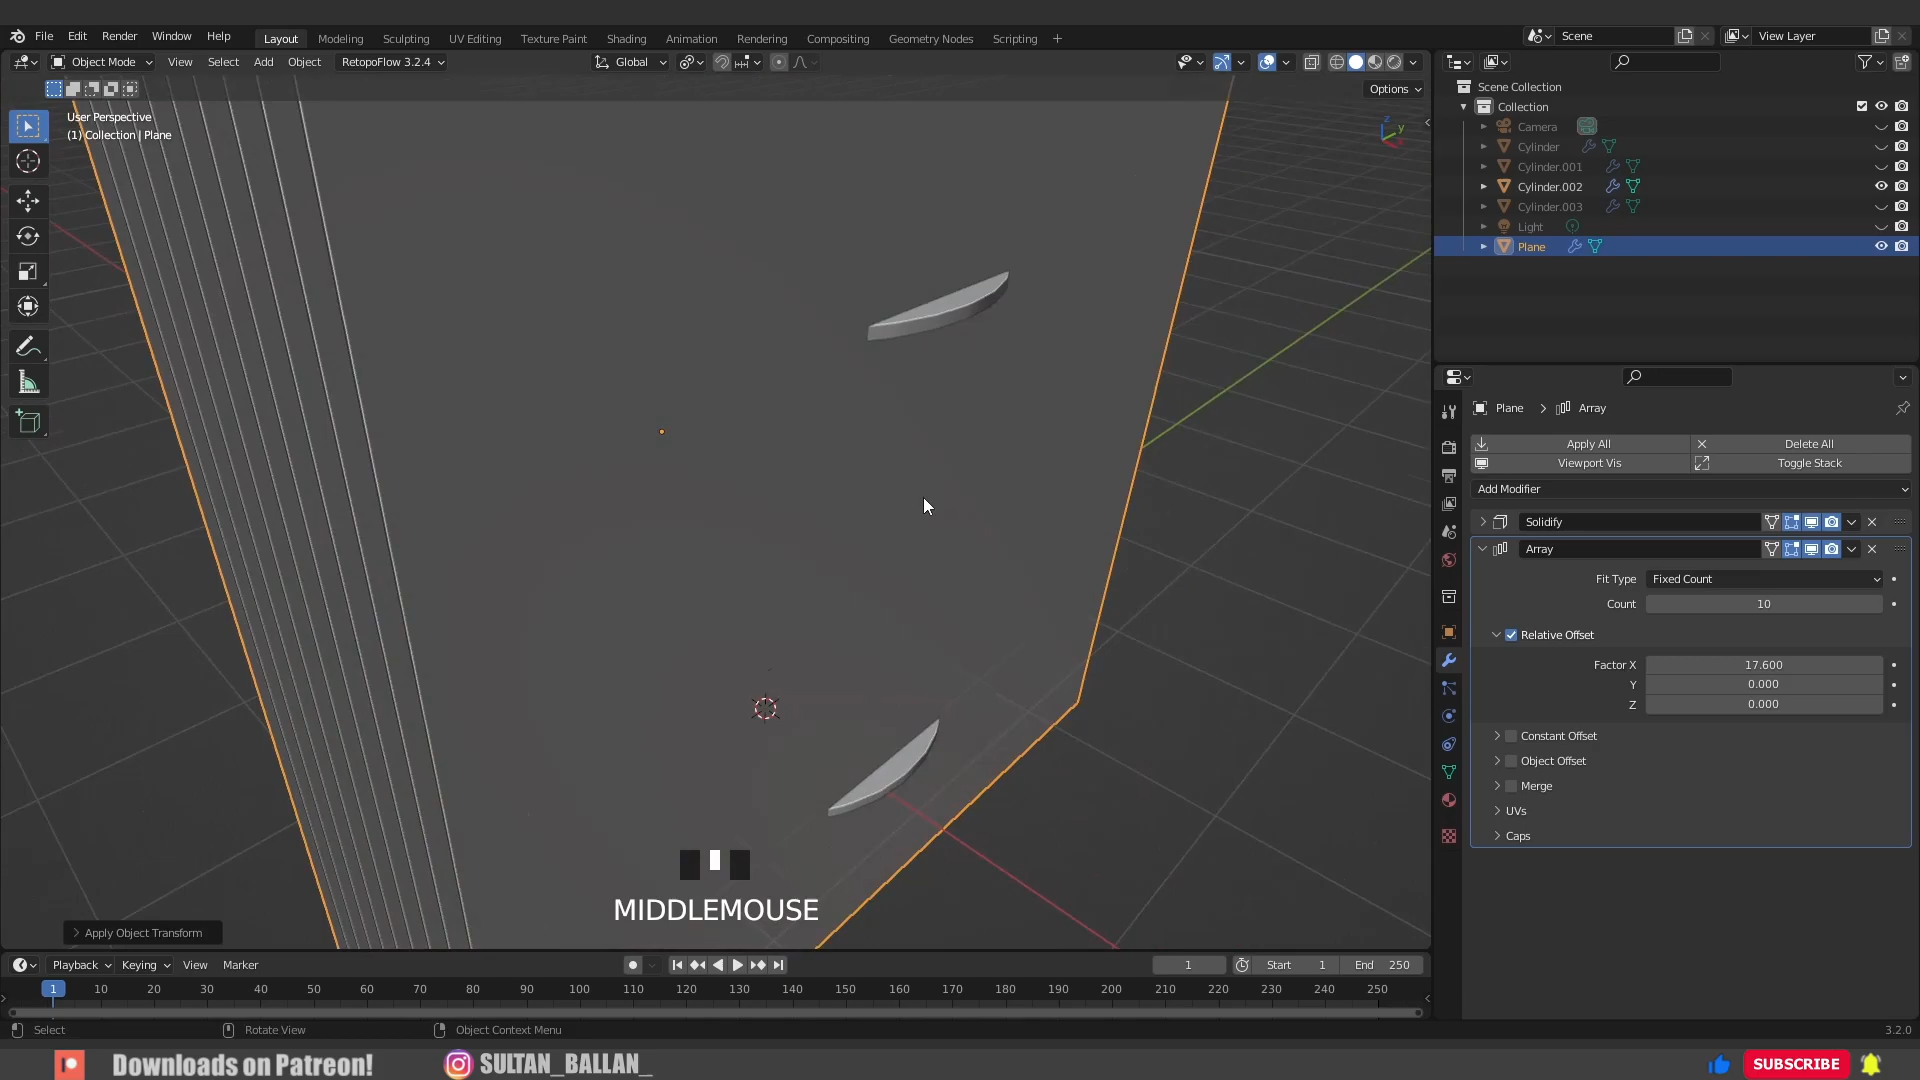 File Edit Render Window Help Layout Modeling Sculpting UV Editing Texture Paint Shading Animation Rendering Compositing Geometry Nodes Scripting + Scene View Layer
Object Mode View Select Add Object RetopoFlow 3.2.4 Global
Options
User Perspective
(1) Collection | Plane
Z
Y
Scene Collection
Collection
Camera
Cylinder
Cylinder.001
Cylinder.002
Cylinder.003
Light
Plane
Plane > Array
Apply All Delete All
Viewport Vis Toggle Stack
Add Modifier
Solidify
Array
Fit Type Fixed Count
Count 10
Relative Offset
Factor X 17.600
Y 0.000
Z 0.000
Constant Offset
Object Offset
Merge
UVs
Caps
MIDDLEMOUSE
Apply Object Transform
Playback Keying View Marker 1 Start 1 End 250
1 10 20 30 40 50 60 70 80 90 100 110 120 130 140 150 160 170 180 190 200 210 220 230 240 250
Select Rotate View Object Context Menu 3.2.0
Downloads on Patreon! SULTAN_BALLAN_ SUBSCRIBE